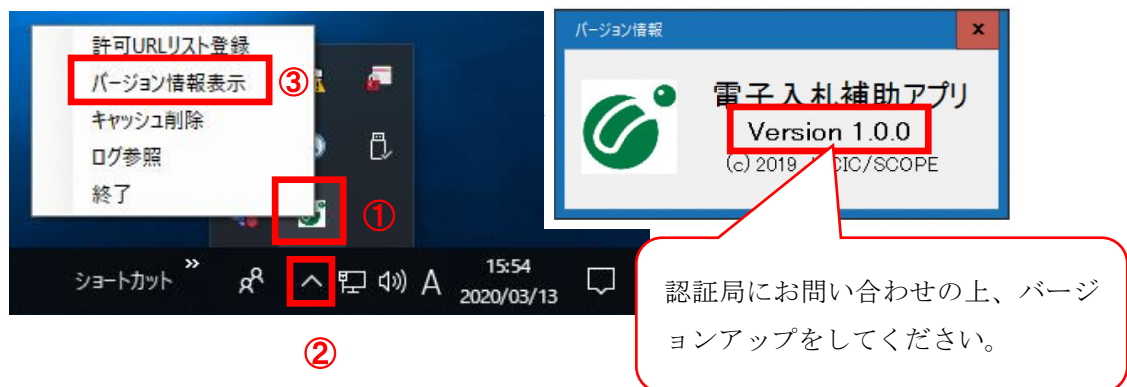 許可URLリスト登録
バージョン情報表示
③
キャッシュ削除
ログ参照
終了
①
ショートカット
»
A
15:54
2020/03/13
②
バージョン情報
x
電子入札補助アプリ
Version 1.0.0
(c) 2019 CIC/SCOPE
認証局にお問い合わせの上、バージ
ョンアップをしてください。